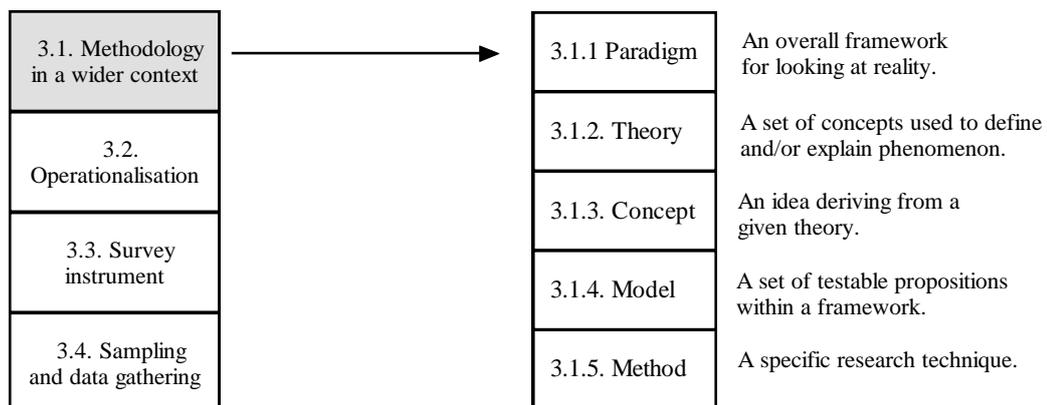 3.1. Methodology
in a wider context
3.2.
Operationalisation
3.3. Survey
instrument
3.4. Sampling
and data gathering
3.1.1 Paradigm
An overall framework
for looking at reality.
3.1.2. Theory
A set of concepts used to define
and/or explain phenomenon.
3.1.3. Concept
An idea deriving from a
given theory.
3.1.4. Model
A set of testable propositions
within a framework.
3.1.5. Method
A specific research technique.